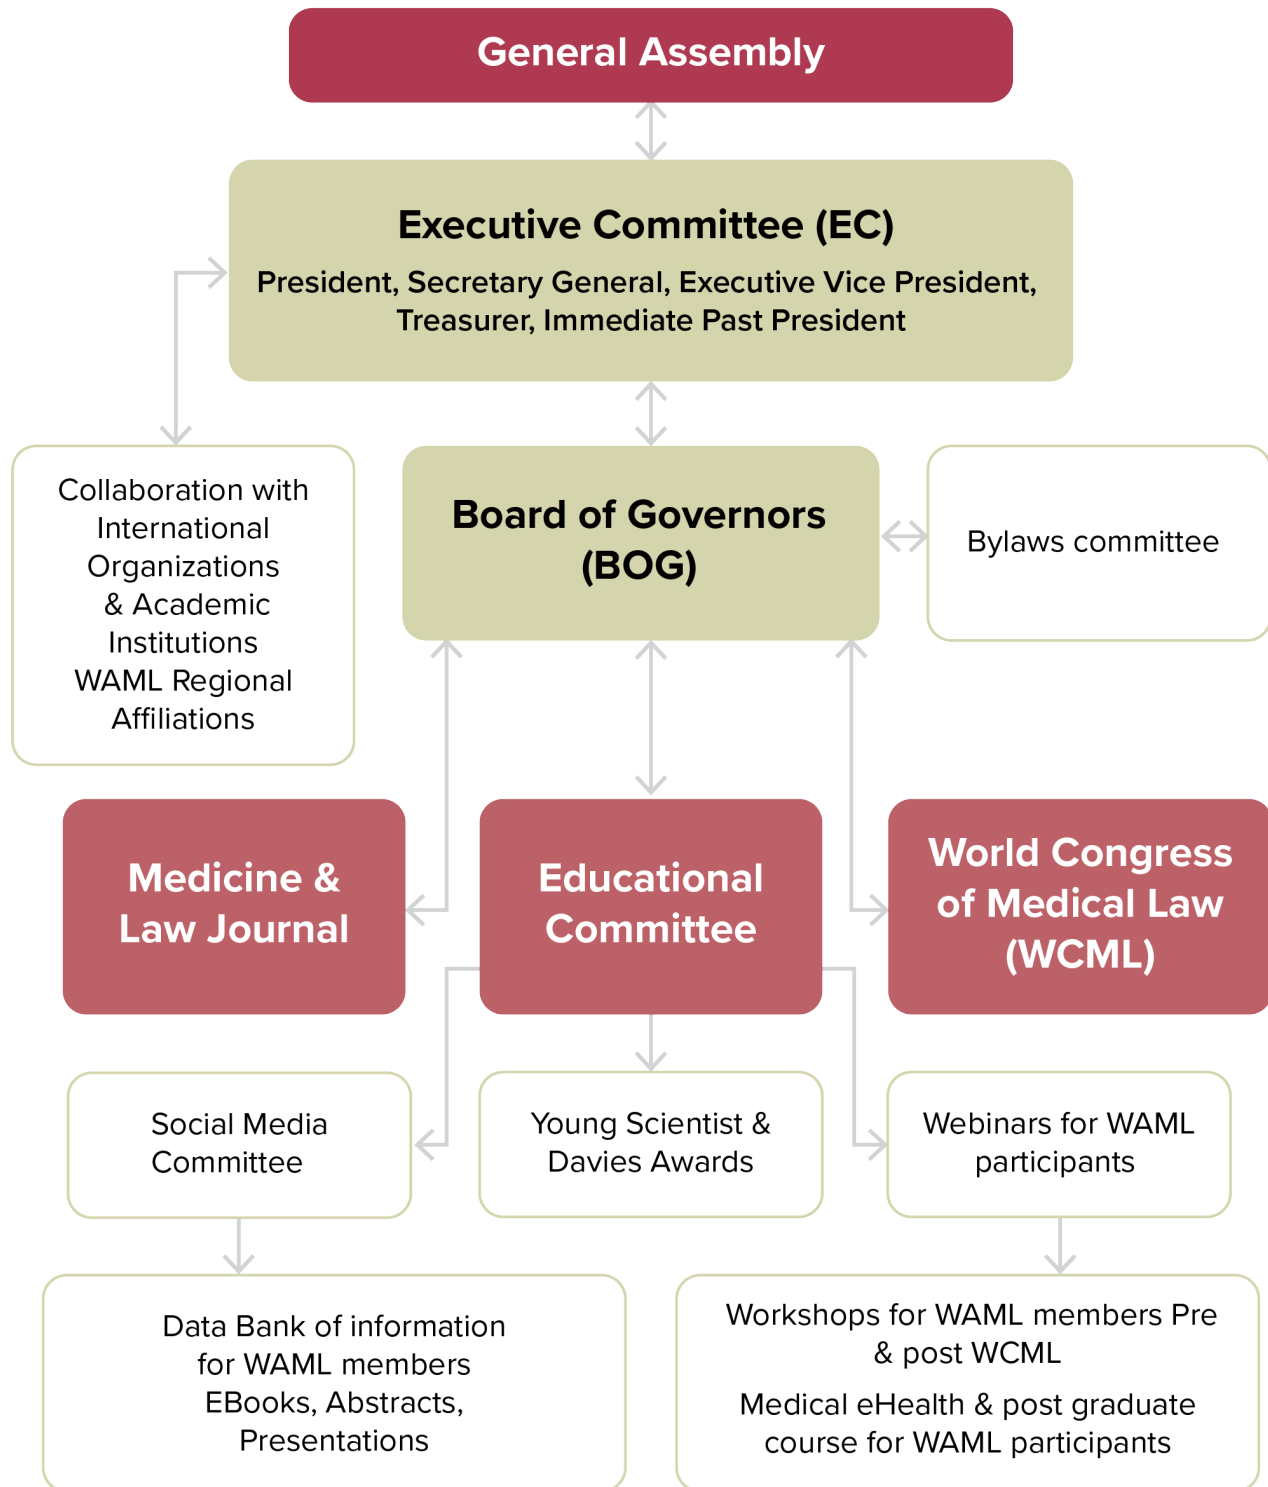 General Assembly
Executive Committee (EC)
President, Secretary General, Executive Vice President,
Treasurer, Immediate Past President
Collaboration with
International
Organizations
& Academic
Institutions
WAML Regional
Affiliations
Board of Governors
(BOG)
Bylaws committee
Medicine &
Law Journal
Educational
Committee
World Congress
of Medical Law
(WCML)
Social Media
Committee
Young Scientist &
Davies Awards
Webinars for WAML
participants
Data Bank of information
for WAML members
EBooks, Abstracts,
Presentations
Workshops for WAML members Pre
& post WCML
Medical eHealth & post graduate
course for WAML participants